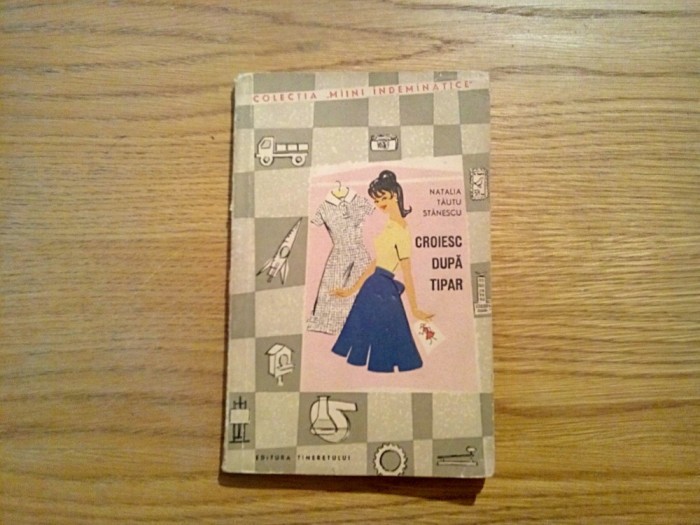 COLECȚIA „MÎINI ÎNDEMÎNATICE"
NATALIA
TĂUTU
STĂNESCU
CROIESC
DUPĂ
TIPAR
EDITURA TINERETULUI